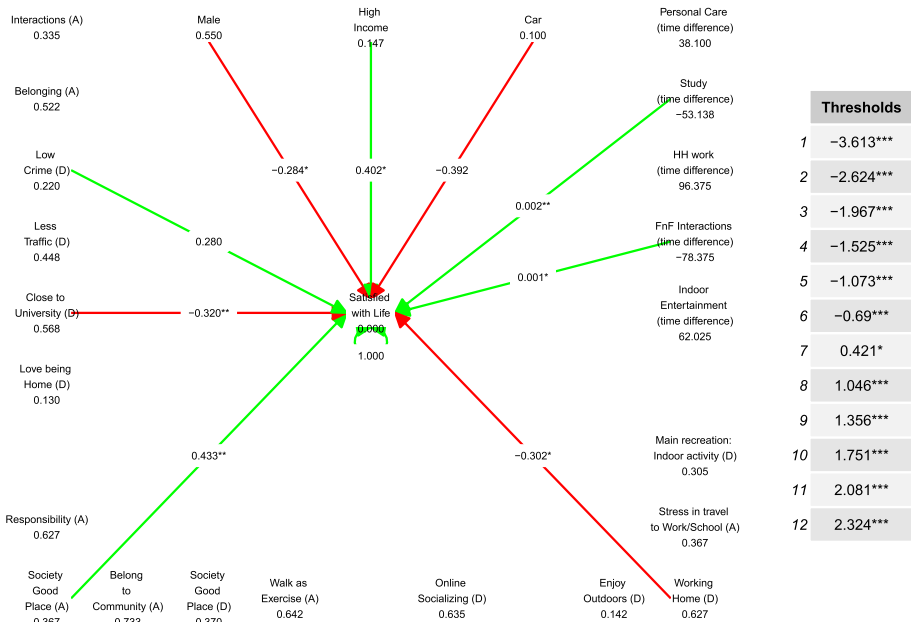 Interactions (A)
0.335
Male
0.550
High
Income
0.147
Car
0.100
Personal Care
(time difference)
38.100
Belonging (A)
0.522
Study
(time difference)
−53.138
Low
Crime (D)
0.220
−0.284*
0.402*
−0.392
HH work
(time difference)
96.375
0.002**
Less
Traffic (D)
0.448
0.280
FnF Interactions
(time difference)
−78.375
0.001*
Close to
University (D)
0.568
−0.320**
Satisfied
with Life
0.000
1.000
Indoor
Entertainment
(time difference)
62.025
Love being
Home (D)
0.130
0.433**
−0.302*
Main recreation:
Indoor activity (D)
0.305
Responsibility (A)
0.627
Stress in travel
to Work/School (A)
0.367
Society
Good
Place (A)
0.367
Belong
to
Community (A)
0.733
Society
Good
Place (D)
0.370
Walk as
Exercise (A)
0.642
Online
Socializing (D)
0.635
Enjoy
Outdoors (D)
0.142
Working
Home (D)
0.627
Thresholds
1 −3.613***
2 −2.624***
3 −1.967***
4 −1.525***
5 −1.073***
6 −0.69***
7 0.421*
8 1.046***
9 1.356***
10 1.751***
11 2.081***
12 2.324***